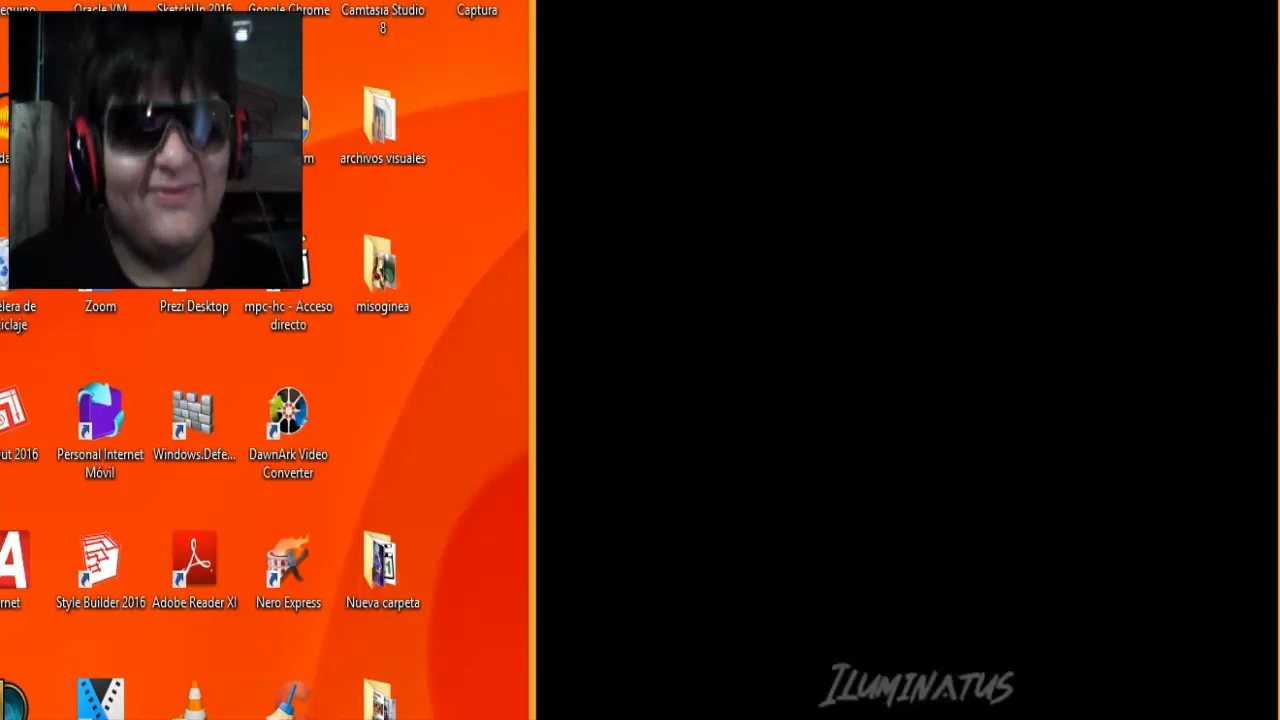 Oracle VM
SketchUp 2016
Google Chrome
Camtasia Studio
8
Captura
archivos visuales
Zoom
Prezi Desktop
mpc-hc - Acceso
directo
misoginea
2016
Personal Internet
Móvil
Windows.Defe...
DawnArk Video
Converter
Style Builder 2016
Adobe Reader XI
Nero Express
Nueva carpeta
ILUMINATUS